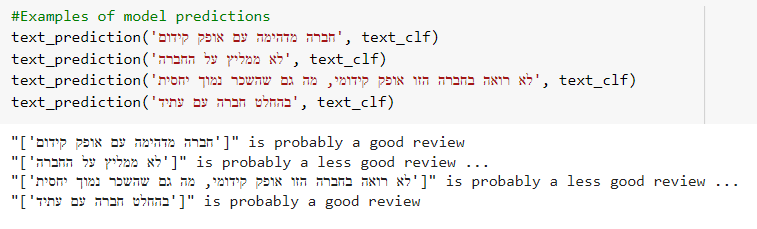 #Examples of model predictions
text_prediction('חברה מדהימה עם אופק קידום', text_clf)
text_prediction('לא ממליץ על החברה', text_clf)
text_prediction('לא רואה בחברה הזו אופק קידומי, מה גם שהשכר נמוך יחסית', text_clf)
text_prediction('בהחלט חברה עם עתיד', text_clf)
"['חברה מדהימה עם אופק קידום']" is probably a good review
"['לא ממליץ על החברה']" is probably a less good review ...
"['לא רואה בחברה הזו אופק קידומי, מה גם שהשכר נמוך יחסית']" is probably a less good review ...
"['בהחלט חברה עם עתיד']" is probably a good review